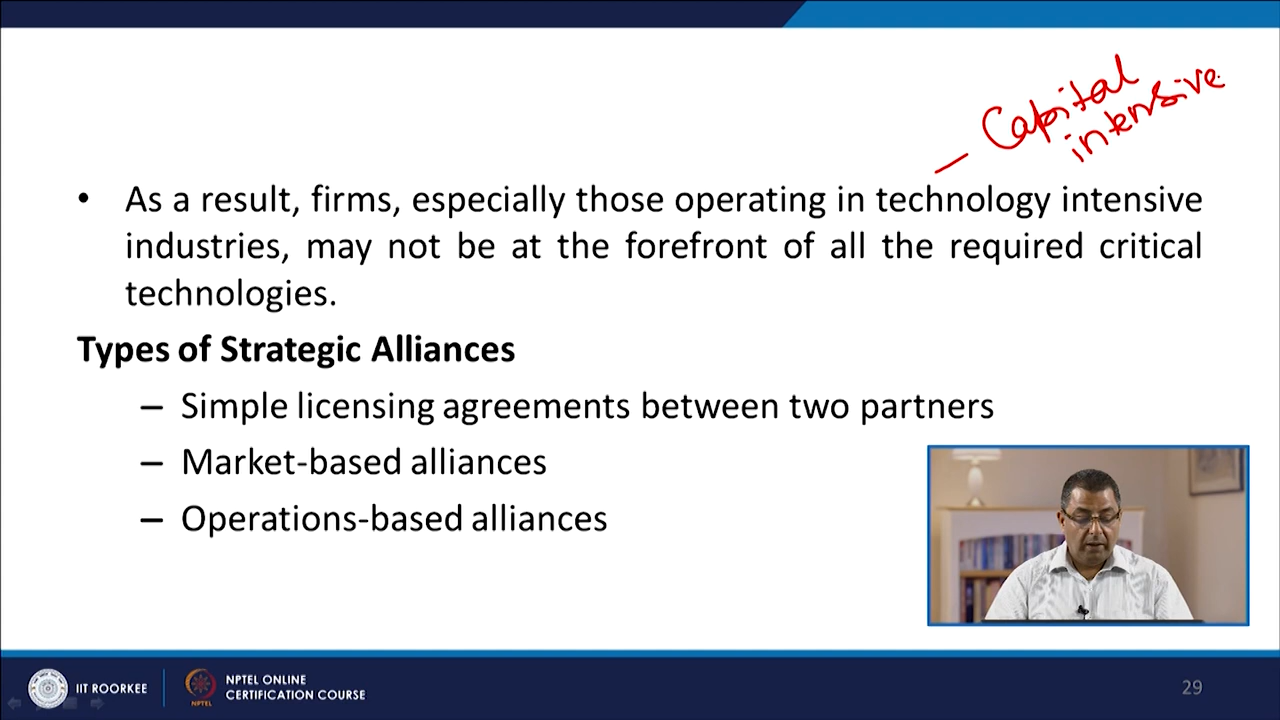 – Capital
intensive
• As a result, firms, especially those operating in technology intensive
industries, may not be at the forefront of all the required critical
technologies.
Types of Strategic Alliances
– Simple licensing agreements between two partners
– Market-based alliances
– Operations-based alliances
IIT ROORKEE
NPTEL
NPTEL ONLINE
CERTIFICATION COURSE
29